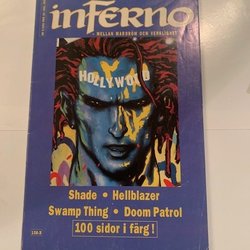 inferno
MELLAN MARDRÖM OCH VERKLIGHET
HOLLYWOOD
Shade • Hellblazer
Swamp Thing • Doom Patrol
100 sidor i färg!